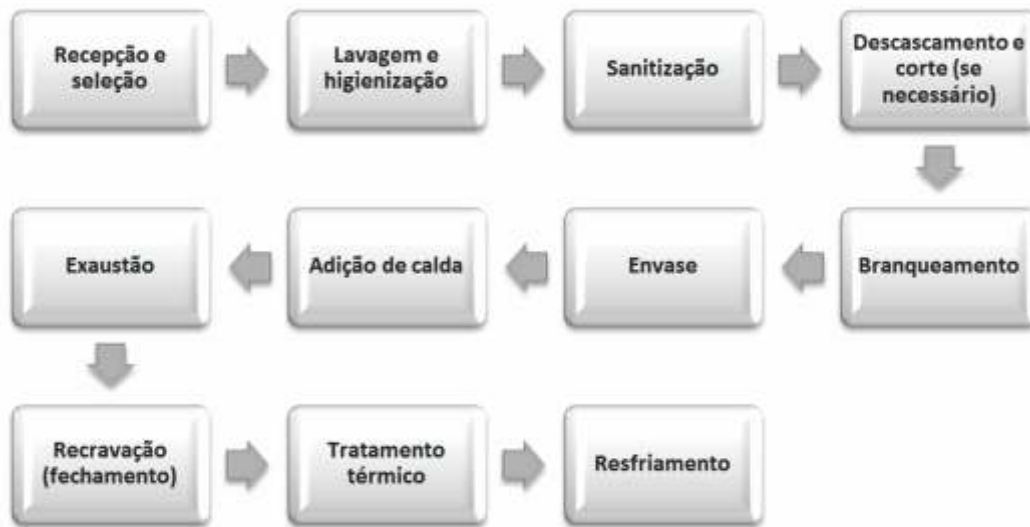 Recepção e
seleção
Lavagem e
higienização
Sanitização
Descascamento e
corte (se
necessário)
Branqueamento
Envase
Adição de calda
Exaustão
Recravação
(fechamento)
Tratamento
térmico
Resfriamento